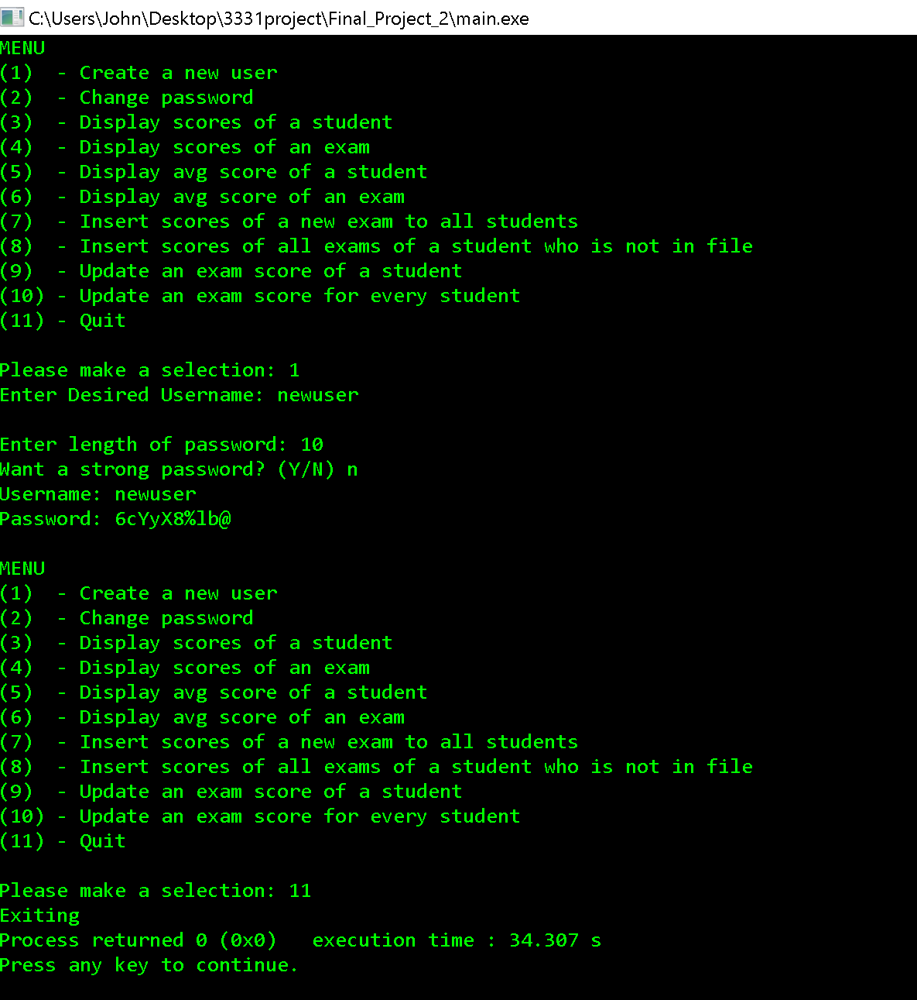 C:\Users\John\Desktop\3331project\Final_Project_2\main.exe
MENU
(1)  - Create a new user
(2)  - Change password
(3)  - Display scores of a student
(4)  - Display scores of an exam
(5)  - Display avg score of a student
(6)  - Display avg score of an exam
(7)  - Insert scores of a new exam to all students
(8)  - Insert scores of all exams of a student who is not in file
(9)  - Update an exam score of a student
(10) - Update an exam score for every student
(11) - Quit
Please make a selection: 1
Enter Desired Username: newuser
Enter length of password: 10
Want a strong password? (Y/N) n
Username: newuser
Password: 6cYyX8%lb@
MENU
(1)  - Create a new user
(2)  - Change password
(3)  - Display scores of a student
(4)  - Display scores of an exam
(5)  - Display avg score of a student
(6)  - Display avg score of an exam
(7)  - Insert scores of a new exam to all students
(8)  - Insert scores of all exams of a student who is not in file
(9)  - Update an exam score of a student
(10) - Update an exam score for every student
(11) - Quit
Please make a selection: 11
Exiting
Process returned 0 (0x0)   execution time : 34.307 s
Press any key to continue.